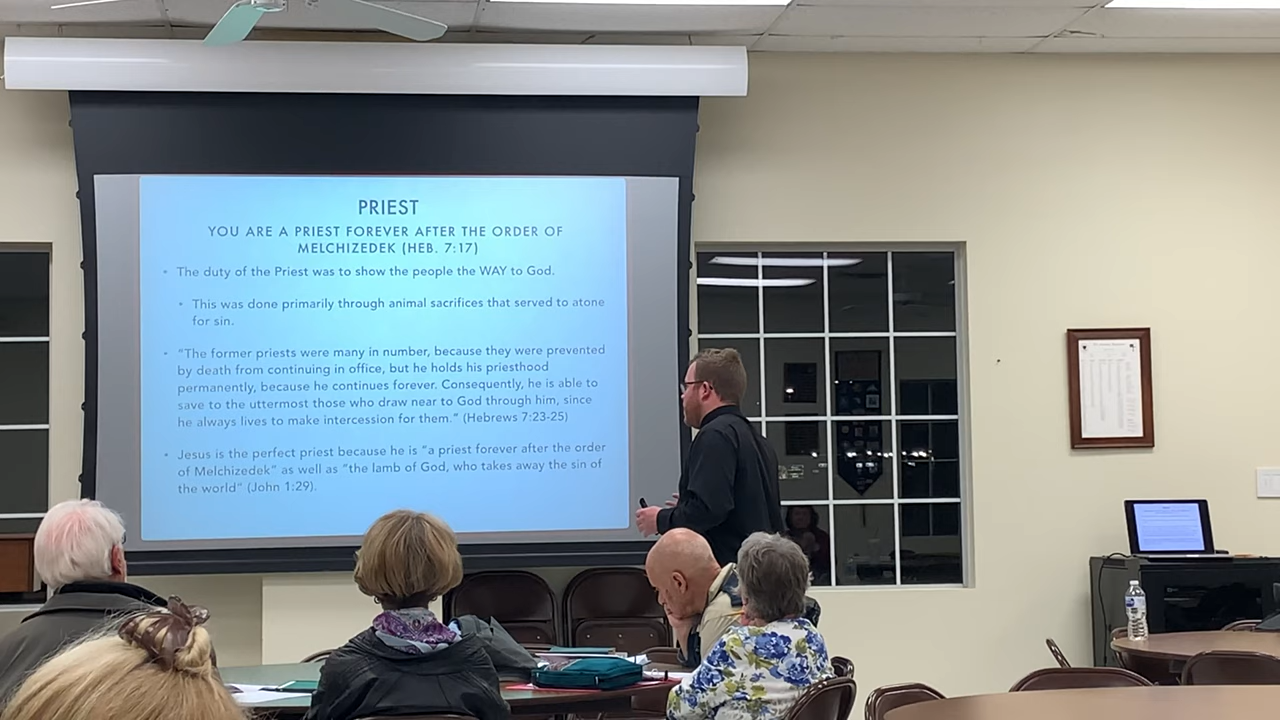 PRIEST
YOU ARE A PRIEST FOREVER AFTER THE ORDER OF
MELCHIZEDEK (HEB. 7:17)
• The duty of the Priest was to show the people the WAY to God.
• This was done primarily through animal sacrifices that served to atone
for sin.
• "The former priests were many in number, because they were prevented
by death from continuing in office, but he holds his priesthood
permanently, because he continues forever. Consequently, he is able to
save to the uttermost those who draw near to God through him, since
he always lives to make intercession for them." (Hebrews 7:23-25)
• Jesus is the perfect priest because he is "a priest forever after the order
of Melchizedek" as well as "the lamb of God, who takes away the sin of
the world" (John 1:29).